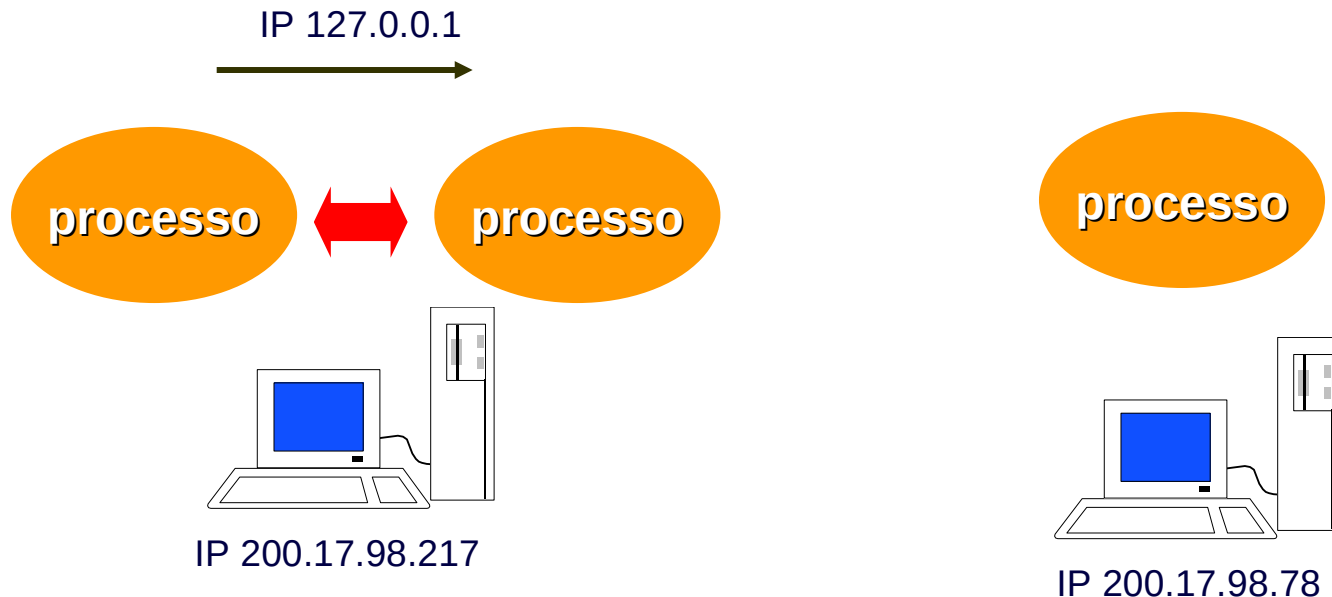 IP 127.0.0.1
processo
processo
processo
IP 200.17.98.217
IP 200.17.98.78